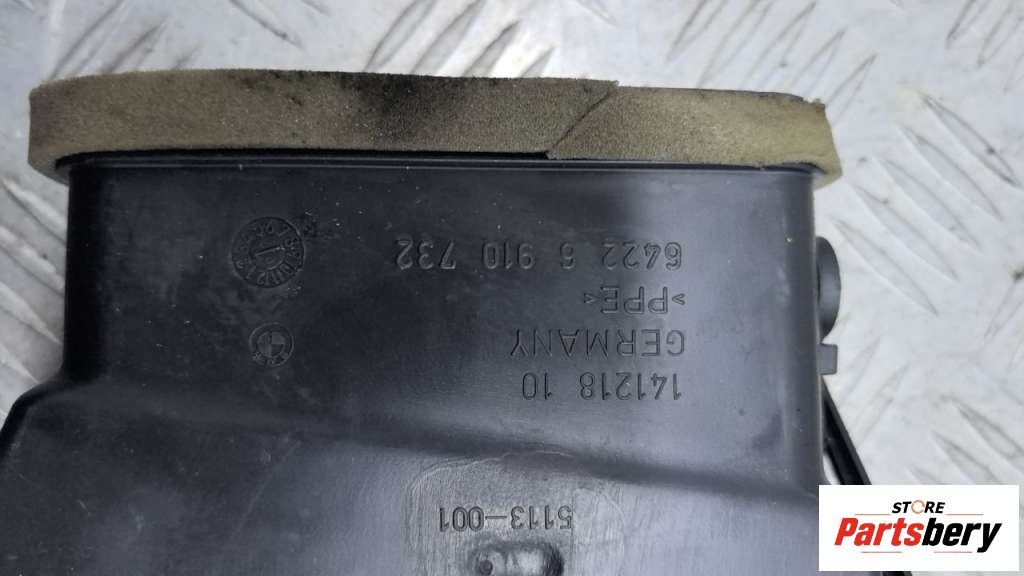 6422 6 910 732
>PPE<
GERMANY
141218 10
5113-001
STORE
Partsbery